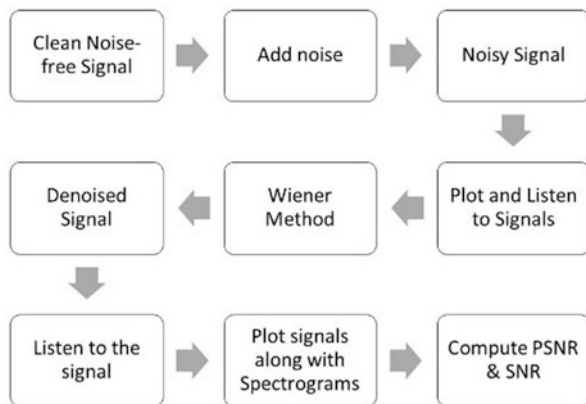 Clean Noise-
free Signal
Add noise
Noisy Signal
Denoised
Signal
Wiener
Method
Plot and Listen
to Signals
Listen to the
signal
Plot signals
along with
Spectrograms
Compute PSNR
& SNR